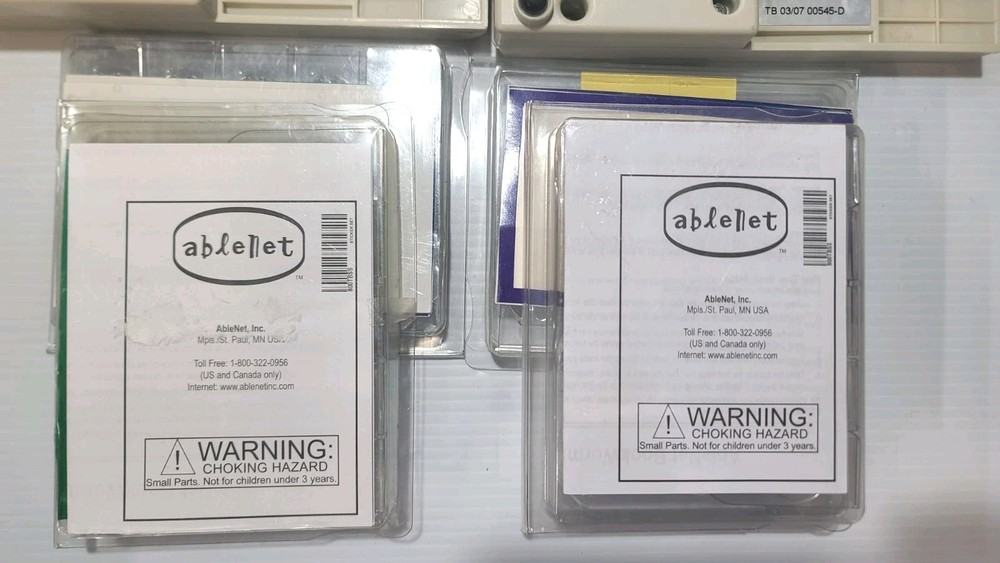 TB 03/07 00545-D
ableNet
TM
AbleNet, Inc.
Mpls./St. Paul, MN USA
Toll Free: 1-800-322-0956
(US and Canada only)
Internet: www.ablenetinc.com
WARNING:
CHOKING HAZARD
Small Parts. Not for children under 3 years.
ableNet
TM
AbleNet, Inc.
Mpls./St. Paul, MN USA
Toll Free: 1-800-322-0956
(US and Canada only)
Internet: www.ablenetinc.com
WARNING:
CHOKING HAZARD
Small Parts. Not for children under 3 years.